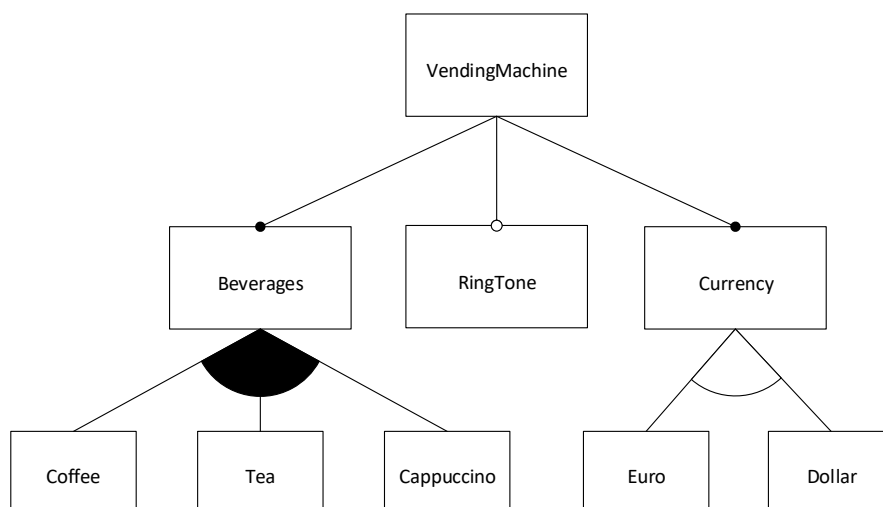 VendingMachine
Beverages
RingTone
Currency
Coffee
Tea
Cappuccino
Euro
Dollar